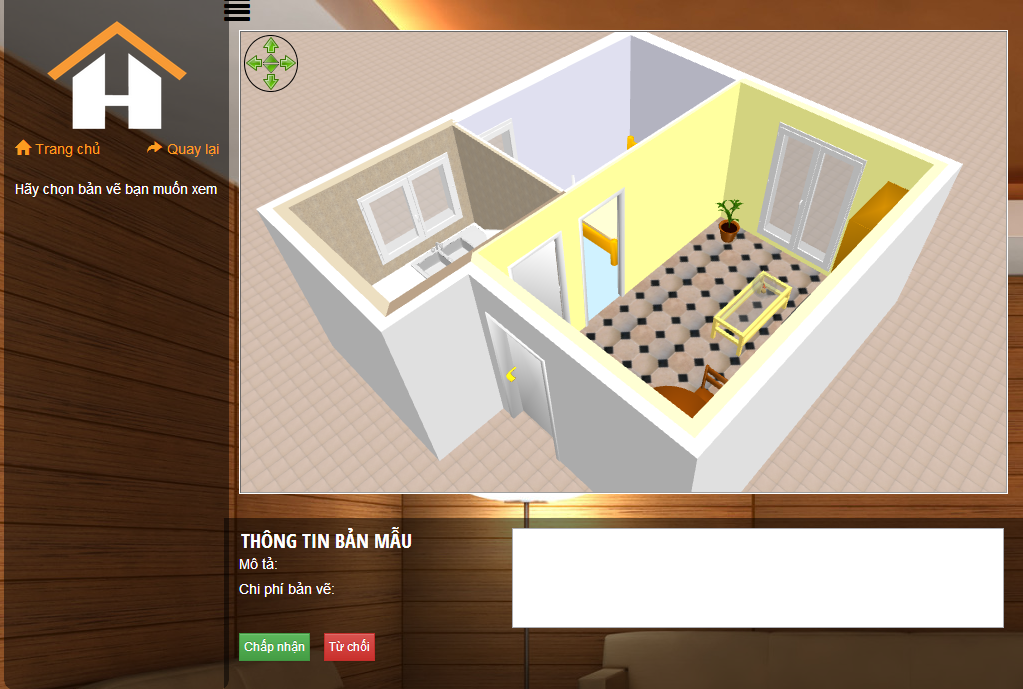 Trang chủ
Quay lại
Hãy chọn bản vẽ bạn muốn xem
THÔNG TIN BẢN MẪU
Mô tả:
Chi phí bản vẽ:
Chấp nhận
Từ chối